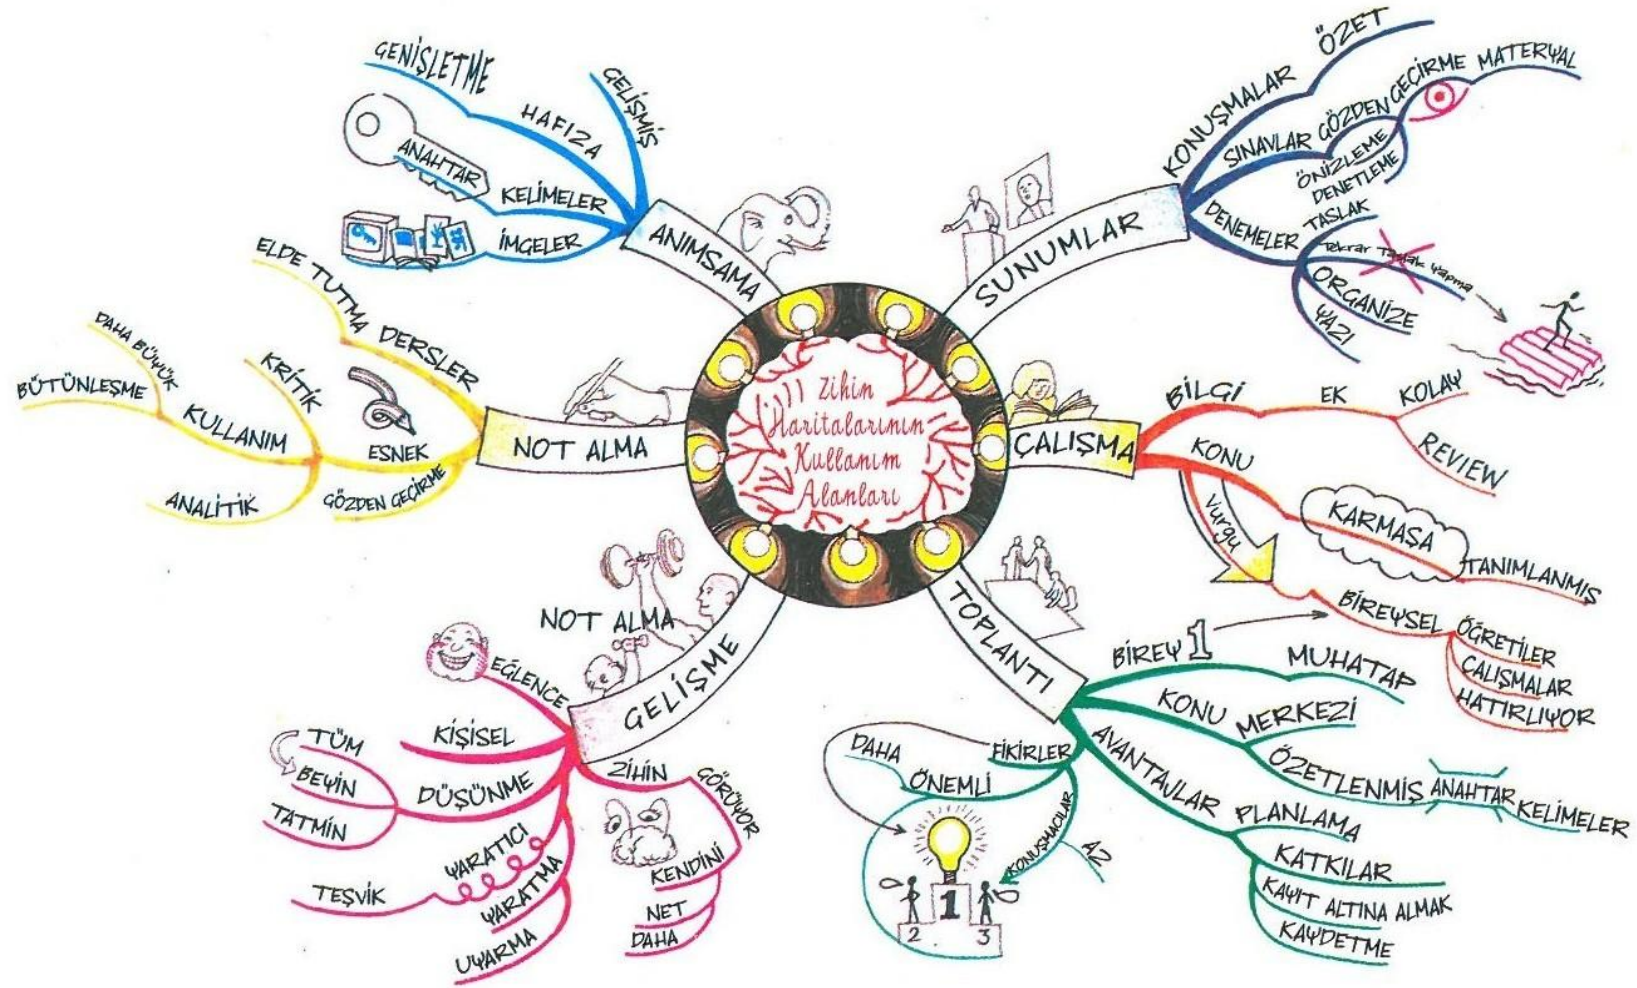 Zihin
Haritalarının
Kullanım
Alanları
SUNUMLAR
KONUŞMALAR
ÖZET
SINAVLAR
GÖZDEN
GEÇİRME
MATERYAL
ÖNİZLEME
DENETLEME
DENEMELER
TASLAK
Tekrar Taslak Yapma
ORGANİZE
YAZI
ÇALIŞMA
BİLGİ
EK
KOLAY
REVIEW
KONU
KARMAŞA
TANIMLANMIŞ
Vurgu
BİREYSEL
ÖĞRETİLER
ÇALIŞMALAR
HATIRLIYOR
TOPLANTI
BİREY 1
MUHATAP
KONU
MERKEZİ
ÖZETLENMİŞ
ANAHTAR
KELİMELER
AVANTAJLAR
PLANLAMA
KATKILAR
KAYIT ALTINA ALMAK
KAYDETME
FİKİRLER
ÖNEMLİ
DAHA
KONUŞMACILAR
AZ
1
2
3
GELİŞME
NOT ALMA
EĞLENCE
KİŞİSEL
DÜŞÜNME
TÜM
BEYİN
TATMİN
YARATICI
TEŞVİK
YARATMA
UYARMA
ZİHİN
GÖRÜYOR
KENDİNİ
NET
DAHA
NOT ALMA
DERSLER
ELDE TUTMA
ESNEK
KRİTİK
KULLANIM
DAHA BÜYÜK
BÜTÜNLEŞME
ANALİTİK
GÖZDEN GEÇİRME
ANIMSAMA
GELİŞMİŞ
HAFIZA
GENİŞLETME
KELİMELER
ANAHTAR
İMGELER